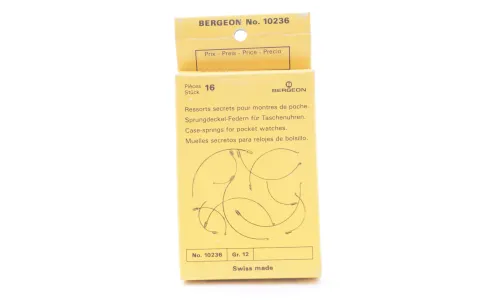 BERGEON No. 10236
Prix - Preis - Price - Precio
Pièces 16
Stück
BERGEON
Ressorts secrets pour montres de poche.
Sprungdeckel-Federn für Taschenuhren.
Case-springs for pocket watches.
Muelles secretos para relojes de bolsillo.
No. 10236 Gr. 12
Swiss made